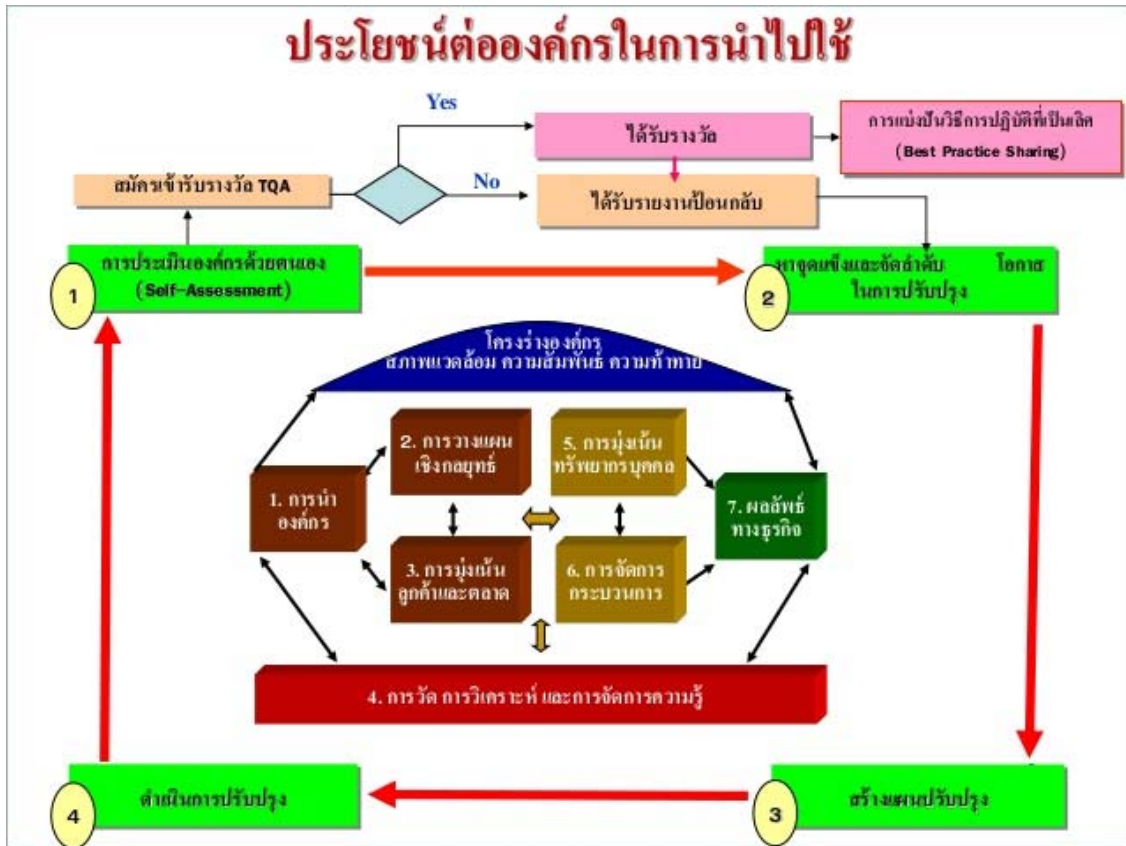 ประโยชน์ต่อองค์กรในการนำไปใช้
Yes
ได้รับรางวัล
การแบ่งปันวิธีการปฏิบัติที่เป็นเลิศ
(Best Practice Sharing)
สมัครเข้ารับรางวัล TQA
No
ได้รับรายงานป้อนกลับ
การประเมินองค์กรด้วยตนเอง
(Self-Assessment)
1
หาจุดแข็งและจัดลำดับ โอกาส
ในการปรับปรุง
2
โครงร่างองค์กร
สภาพแวดล้อม ความสัมพันธ์ ความท้าทาย
2. การวางแผน
เชิงกลยุทธ์
5. การมุ่งเน้น
ทรัพยากรบุคคล
1. การนำ
องค์กร
7. ผลลัพธ์
ทางธุรกิจ
3. การมุ่งเน้น
ลูกค้าและตลาด
6. การจัดการ
กระบวนการ
4. การวัด การวิเคราะห์ และการจัดการความรู้
ดำเนินการปรับปรุง
4
สร้างแผนปรับปรุง
3